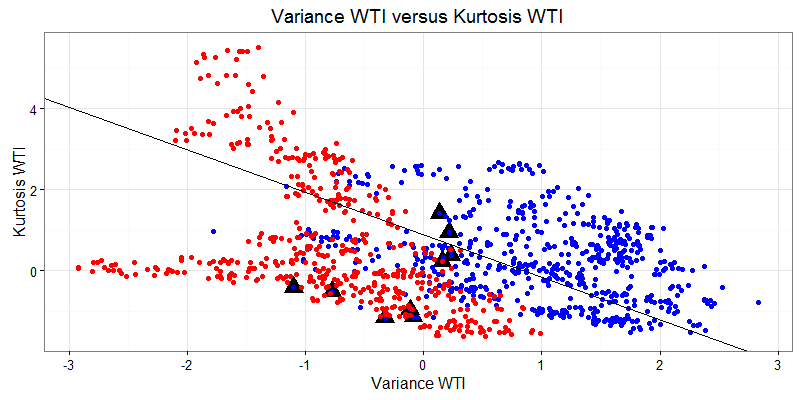 Variance WTI versus Kurtosis WTI
Kurtosis WTI
4
2
0
-3 -2 -1 0 1 2 3
Variance WTI